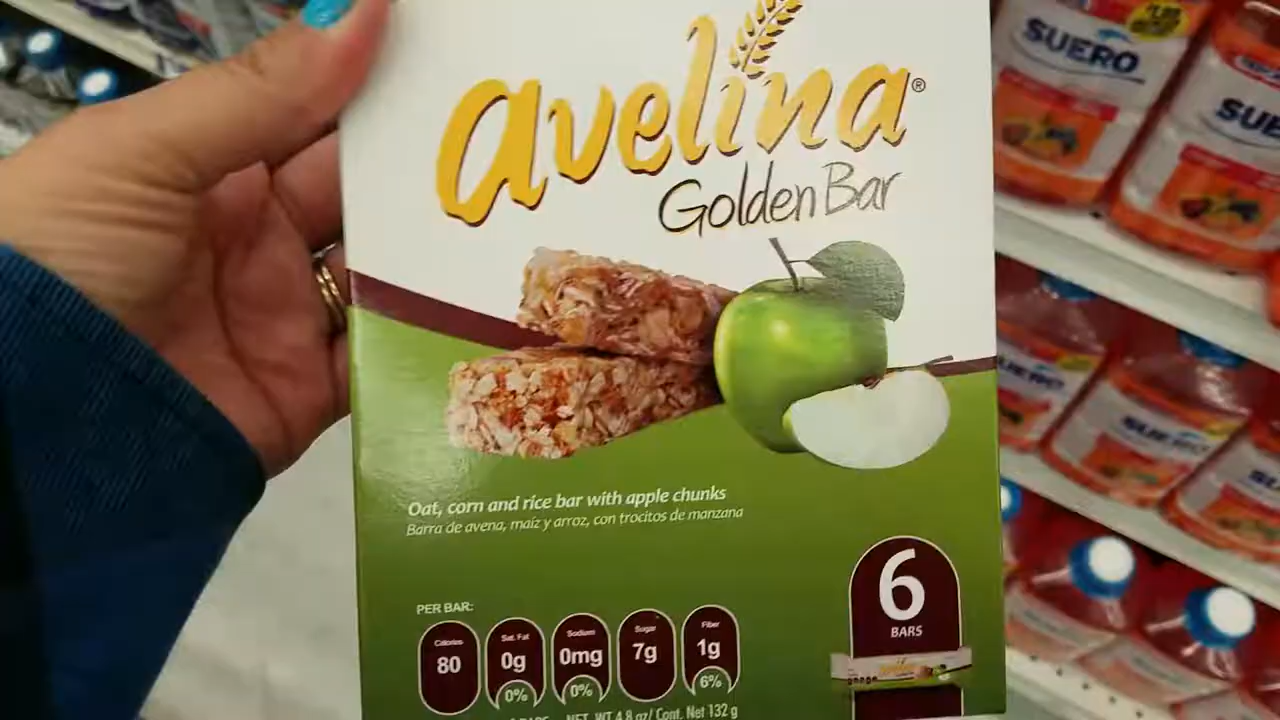 avelina®
Golden Bar
Oat, corn and rice bar with apple chunks
Barra de avena, maíz y arroz, con trocitos de manzana
PER BAR:
Calories
80
Sat. Fat
0g
0%
Sodium
0mg
0%
Sugar
7g
Fiber
1g
6%
6
BARS
BARS NET. WT 4.8 oz/ Cont. Net 132 g
SUERO
SUE
SUERO